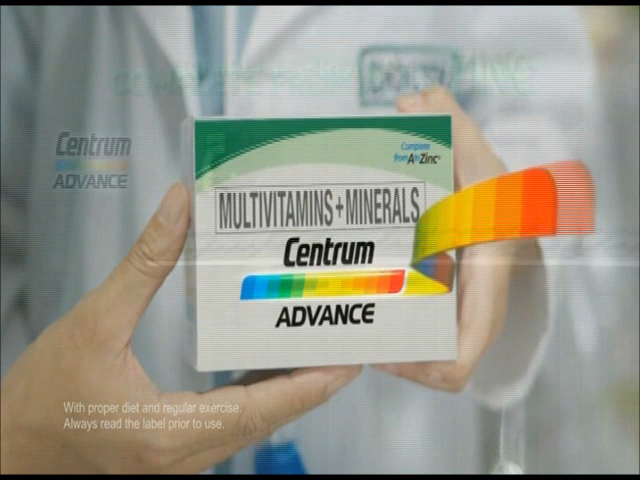 Centrum
ADVANCE
Complete
from A to Zinc
MULTIVITAMINS+MINERALS
Centrum
ADVANCE
With proper diet and regular exercise.
Always read the label prior to use.